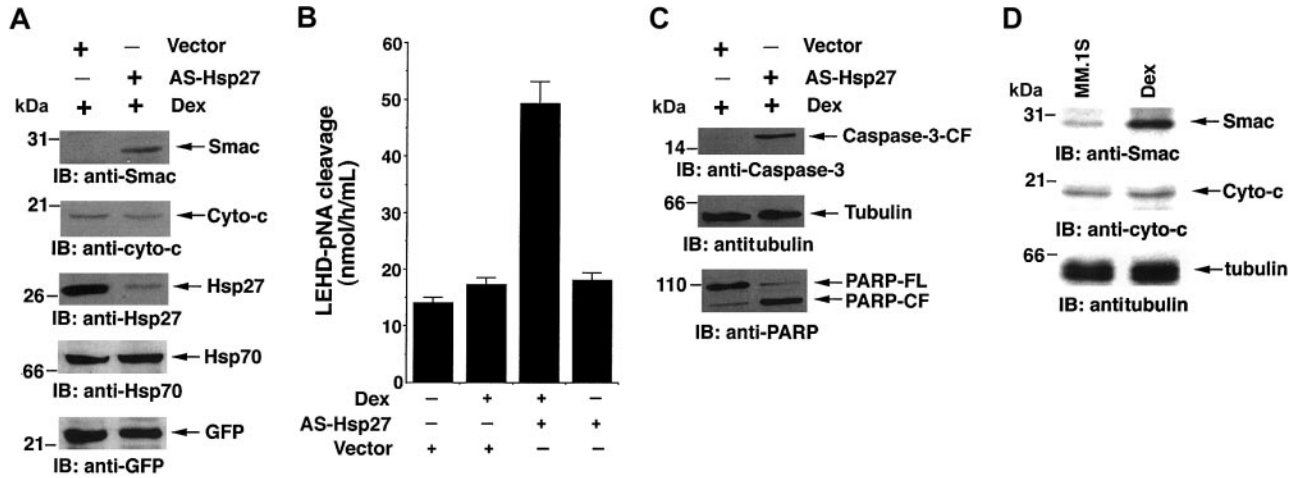 A
+ — Vector
— + AS-Hsp27
kDa + + Dex
31 Smac
IB: anti-Smac
21 Cyto-c
IB: anti-cyto-c
26 Hsp27
IB: anti-Hsp27
66 Hsp70
IB: anti-Hsp70
21 GFP
IB: anti-GFP
B
LEHD-pNA cleavage
(nmol/h/mL)
60
50
40
30
20
10
0
Dex — + + —
AS-Hsp27 — — + +
Vector + + — —
C
+ — Vector
— + AS-Hsp27
kDa + + Dex
14 Caspase-3-CF
IB: anti-Caspase-3
66 Tubulin
IB: antitubulin
110 PARP-FL
PARP-CF
IB: anti-PARP
D
MM.1S Dex
kDa
31 Smac
IB: anti-Smac
21 Cyto-c
IB: anti-cyto-c
66 tubulin
IB: antitubulin